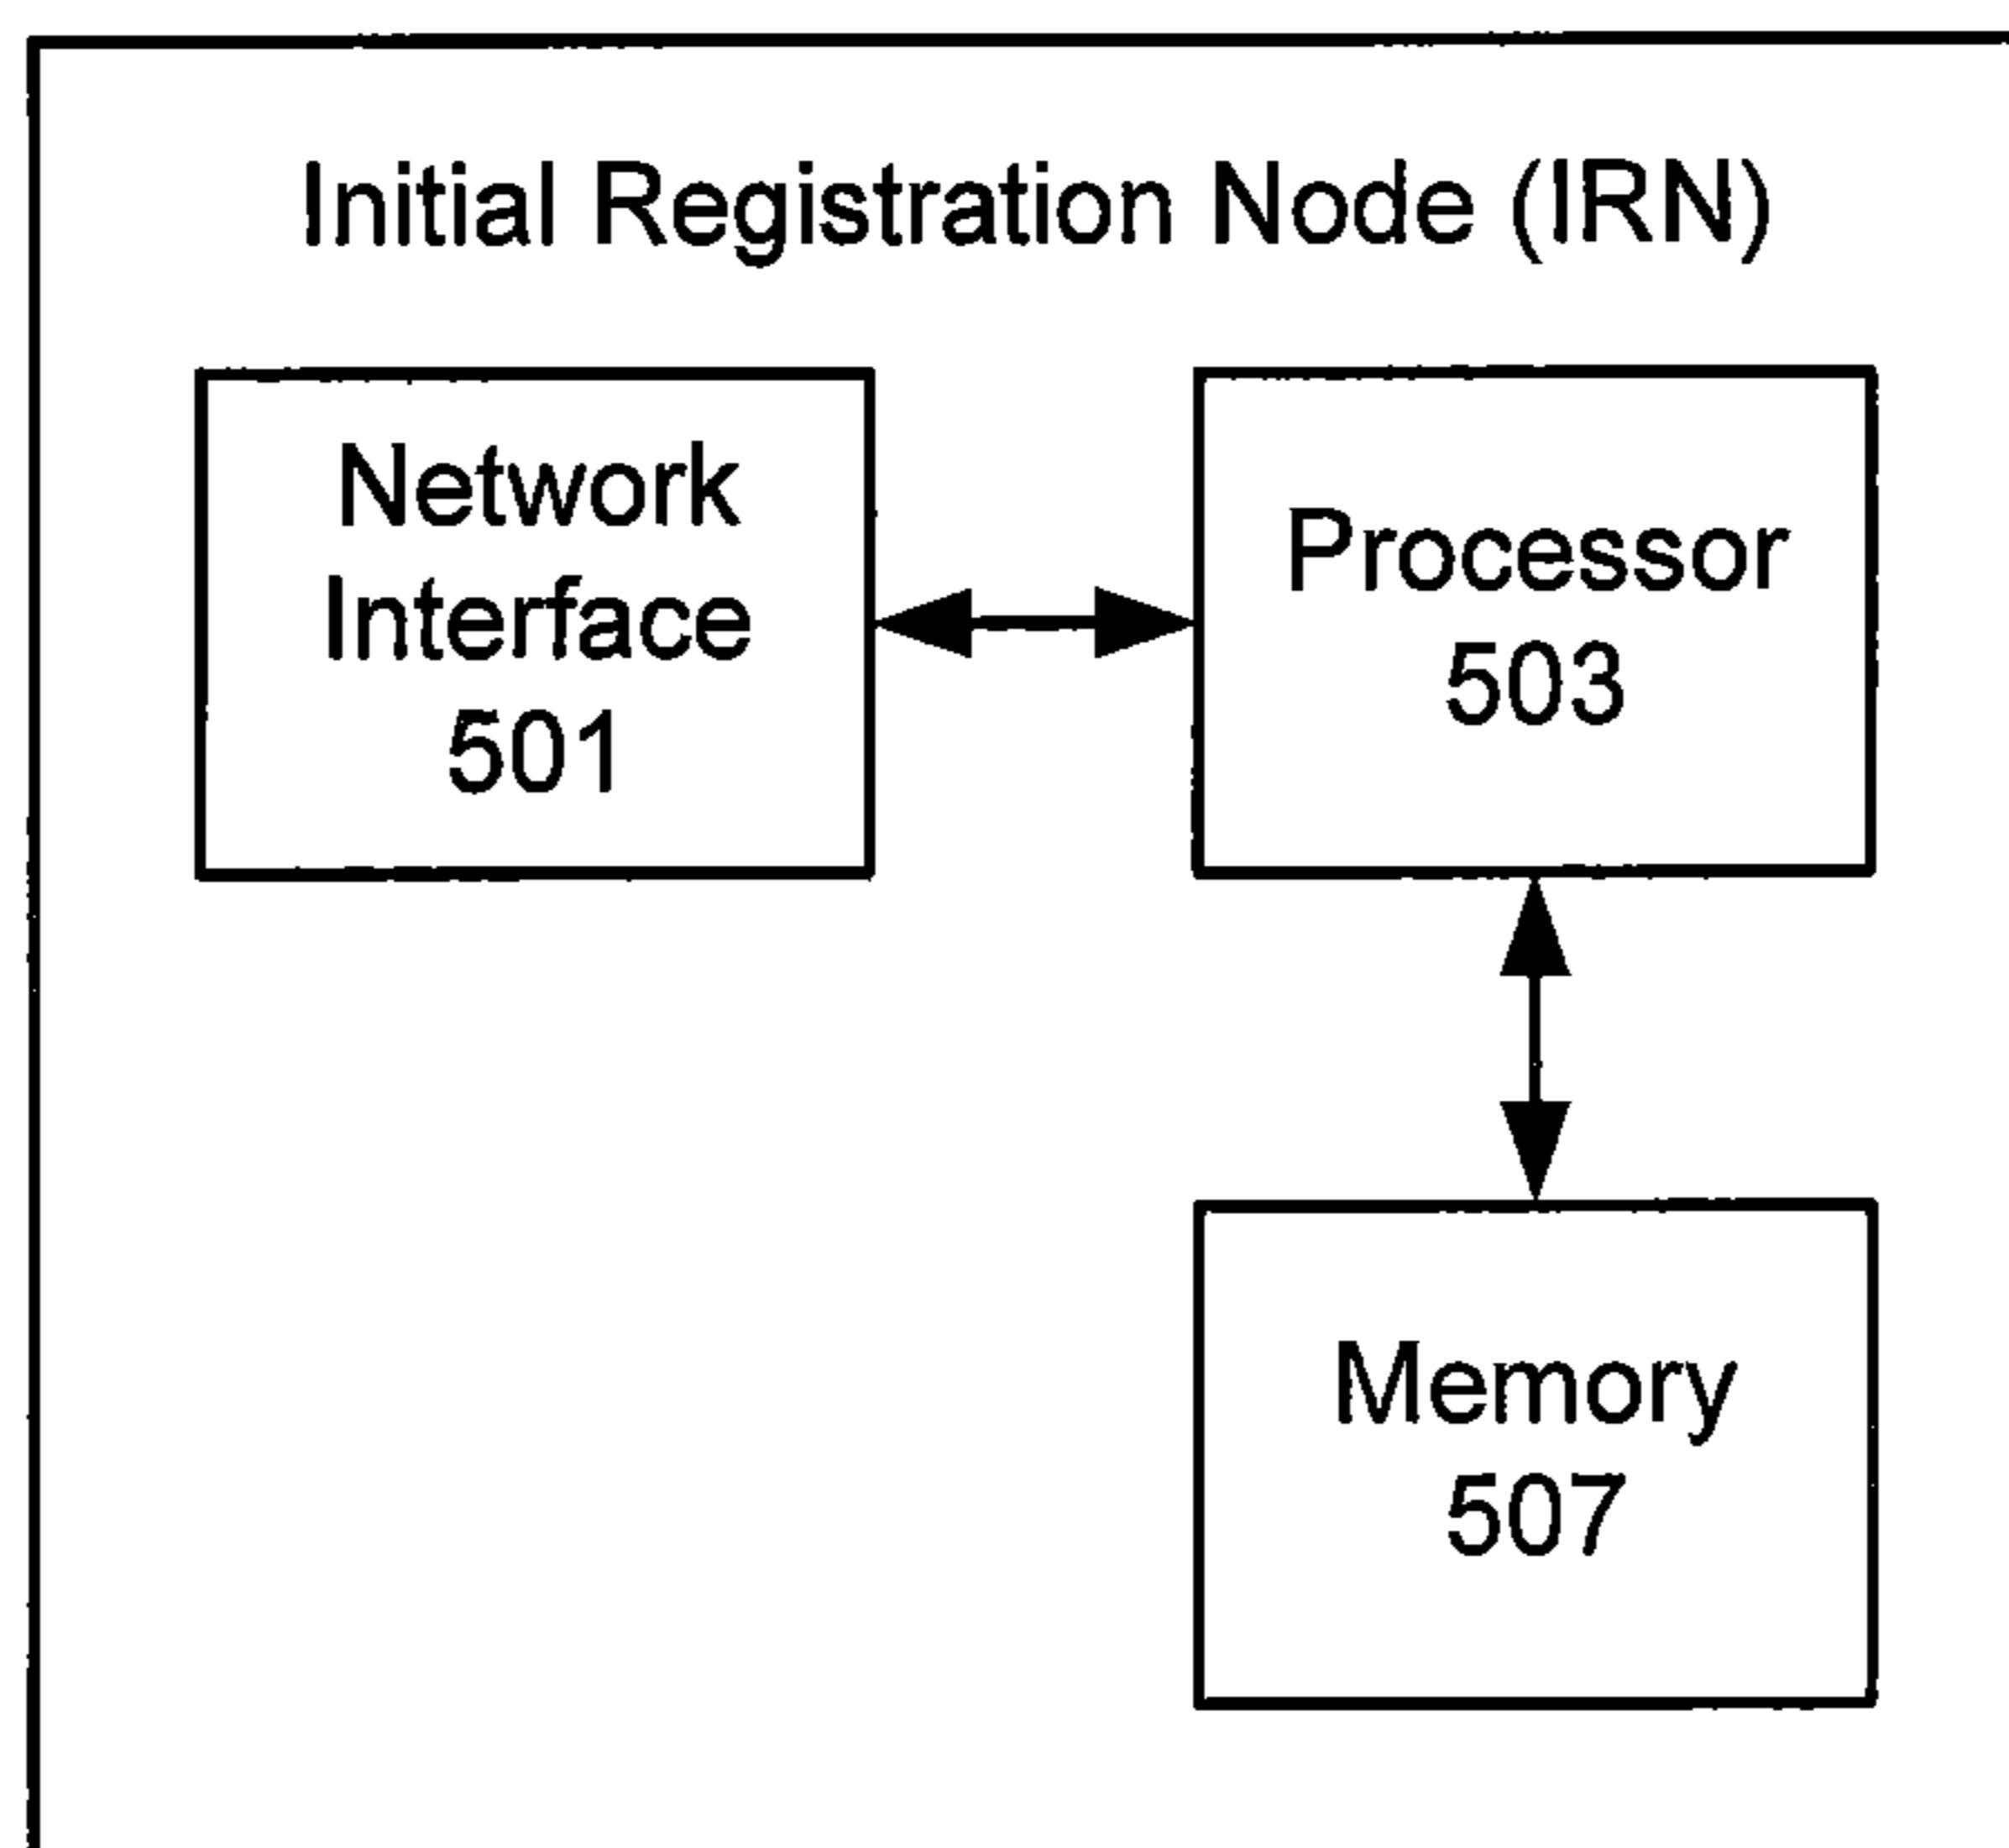 Initial Registration Node (IRN)
Network
Interface
501
Processor
503
Memory
507